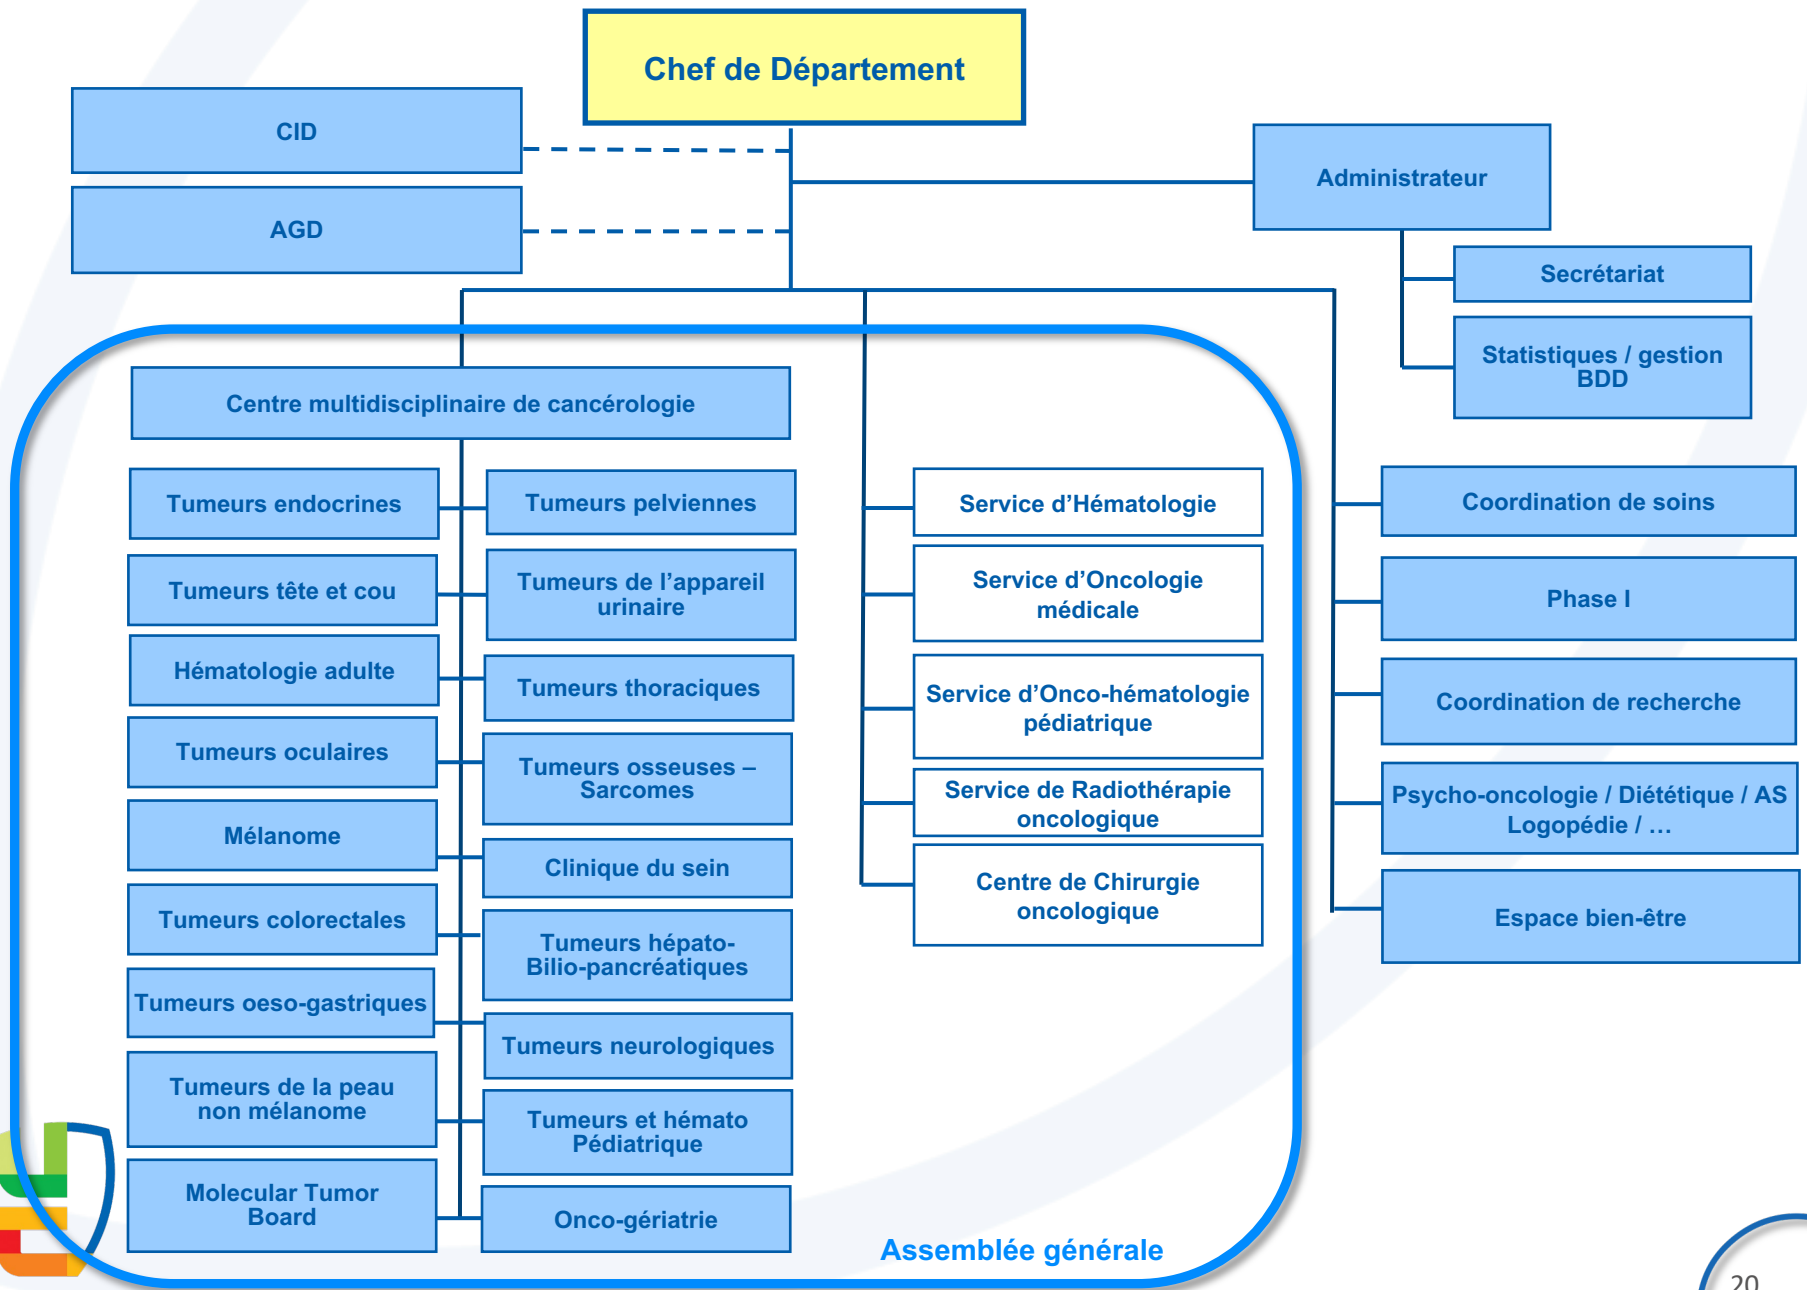 Chef de Département
CID
AGD
Administrateur
Secrétariat
Statistiques / gestion
BDD
Centre multidisciplinaire de cancérologie
Tumeurs endocrines
Tumeurs tête et cou
Hématologie adulte
Tumeurs oculaires
Mélanome
Tumeurs colorectales
Tumeurs oeso-gastriques
Tumeurs de la peau
non mélanome
Molecular Tumor
Board
Tumeurs pelviennes
Tumeurs de l’appareil
urinaire
Tumeurs thoraciques
Tumeurs osseuses –
Sarcomes
Clinique du sein
Tumeurs hépato-
Bilio-pancréatiques
Tumeurs neurologiques
Tumeurs et hémato
Pédiatrique
Onco-gériatrie
Service d’Hématologie
Service d’Oncologie
médicale
Service d’Onco-hématologie
pédiatrique
Service de Radiothérapie
oncologique
Centre de Chirurgie
oncologique
Coordination de soins
Phase I
Coordination de recherche
Psycho-oncologie / Diététique / AS
Logopédie / …
Espace bien-être
Assemblée générale
20